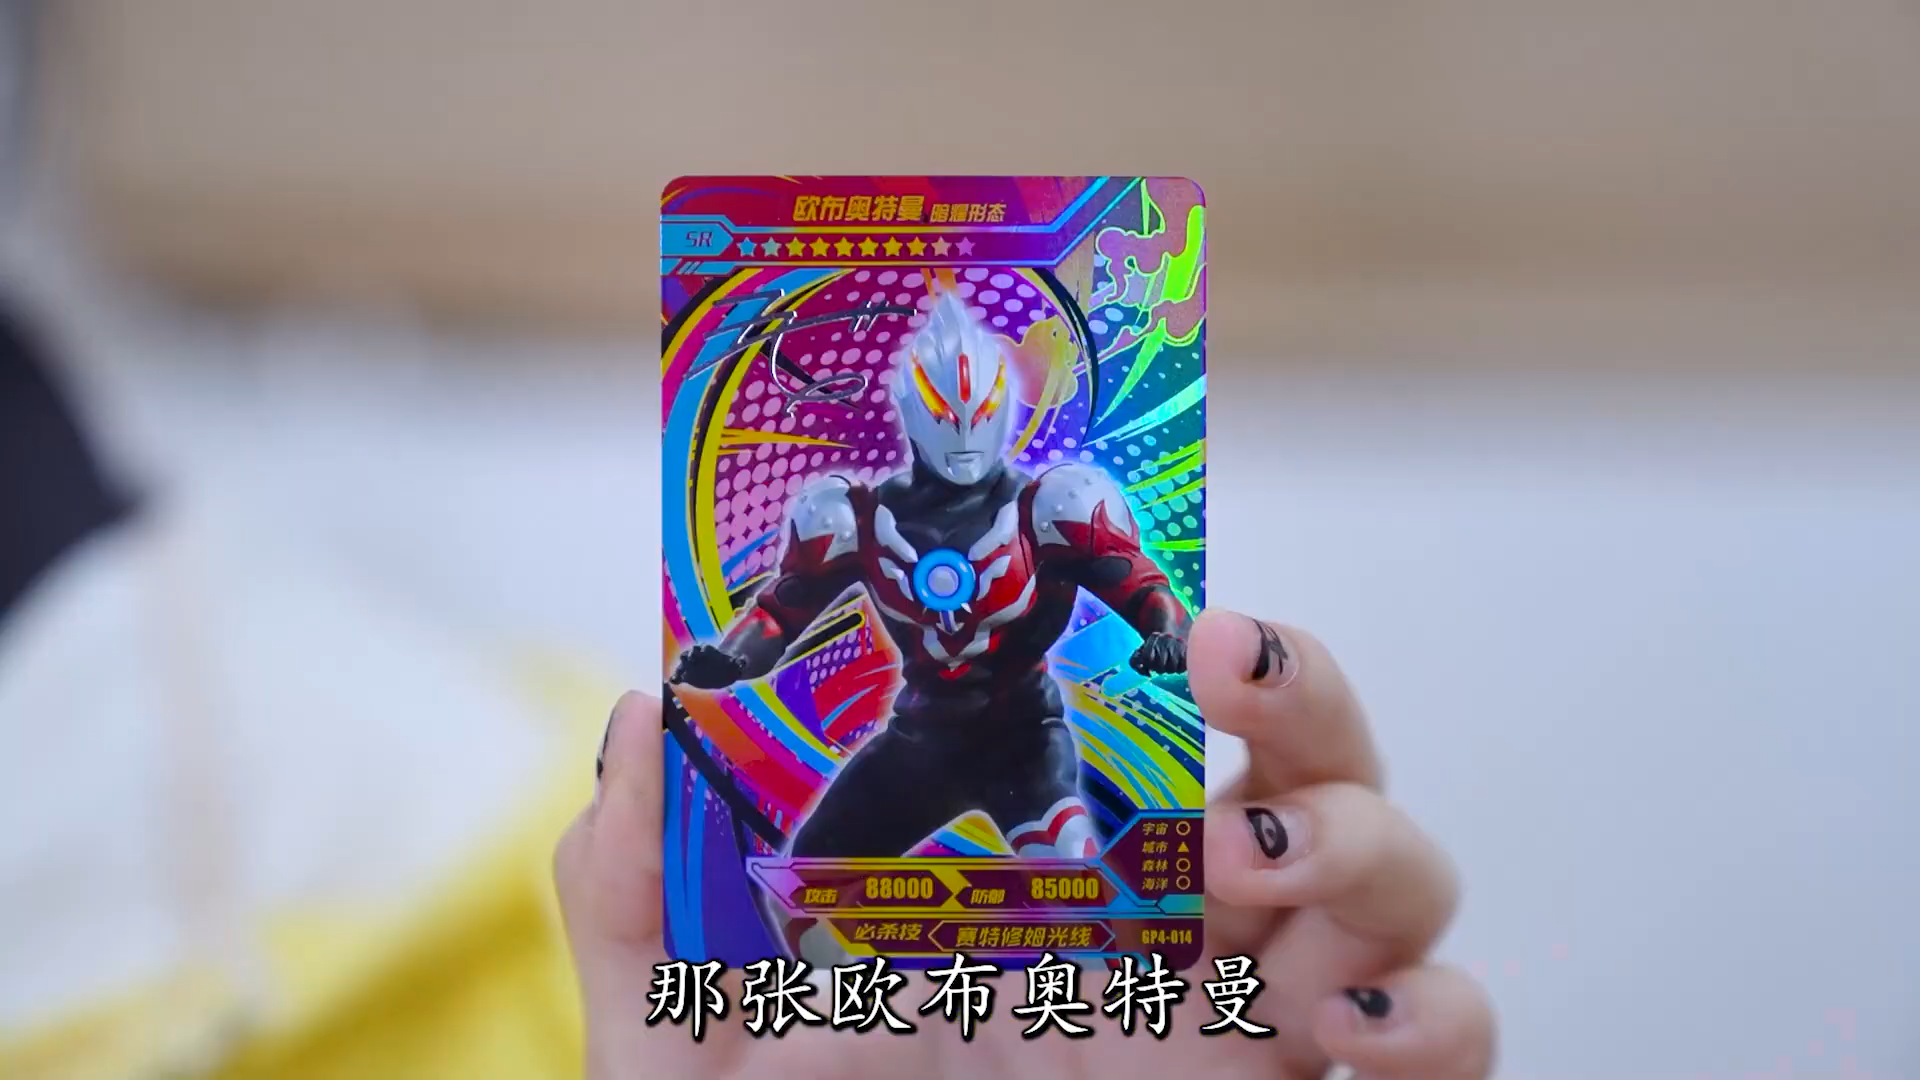 欧布奥特曼 暗耀形态
SR
宇宙 ○
城市 ▲
森林 ○
海洋 ○
攻击 88000 防御 85000
必杀技 赛特修姆光线 GP4-014
那张欧布奥特曼